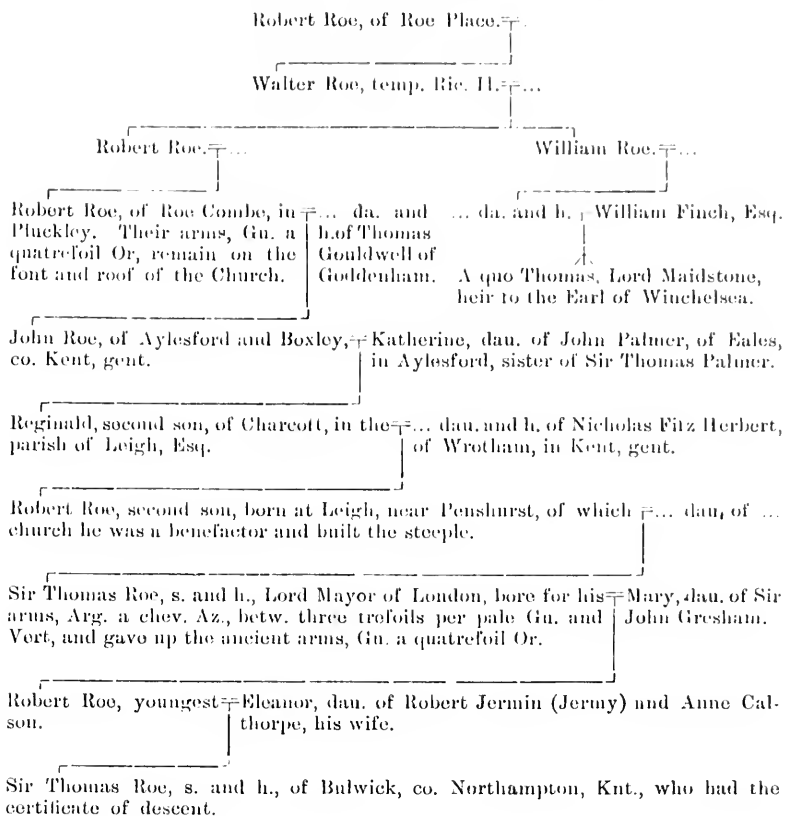 Robert Roe, of Roe Place.
Walter Roe, temp. Ric. II. ...
Robert Roe. ...
William Roe. ...
Robert Roe, of Roe Combe, in
Pluckley. Their arms, Gu. a
quatrefoil Or, remain on the
font and roof of the Church.
... da. and
h.of Thomas
Gouldwell of
Goddenham.
... da. and h.
William Finch, Esq.
A quo Thomas, Lord Maidstone,
heir to the Earl of Winchelsea.
John Roe, of Aylesford and Boxley,
co. Kent, gent.
Katherine, dau. of John Palmer, of Eales,
in Aylesford, sister of Sir Thomas Palmer.
Reginald, second son, of Charcott, in the
parish of Leigh, Esq.
... dau. and h. of Nicholas Fitz Herbert,
of Wrotham, in Kent, gent.
Robert Roe, second son, born at Leigh, near Penshurst, of which
church he was a benefactor and built the steeple.
... dau, of ...
Sir Thomas Roe, s. and h., Lord Mayor of London, bore for his
arms, Arg. a chev. Az., betw. three trefoils per pale Gu. and
Vert, and gave up the ancient arms, Gu. a quatrefoil Or.
Mary, dau. of Sir
John Gresham.
Robert Roe, youngest
son.
Eleanor, dau. of Robert Jermin (Jermy) and Anne Cal-
thorpe, his wife.
Sir Thomas Roe, s. and h., of Bulwick, co. Northampton, Knt., who had the
certificate of descent.